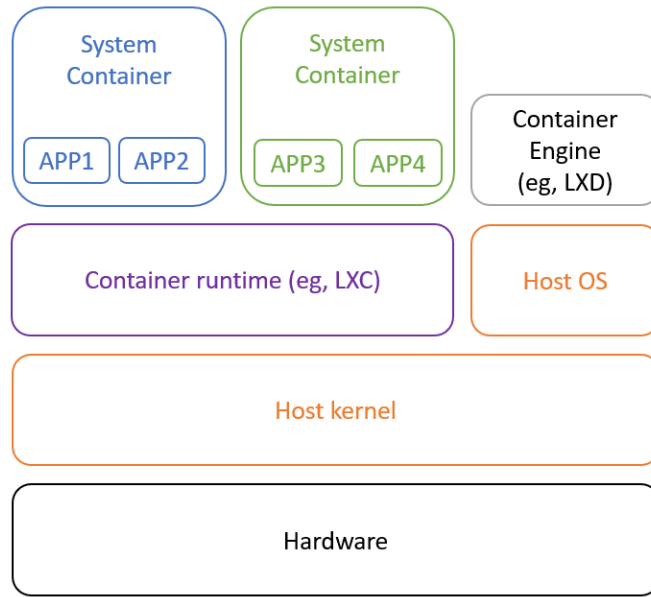 System
Container
APP1
APP2
System
Container
APP3
APP4
Container
Engine
(eg, LXD)
Container runtime (eg, LXC)
Host OS
Host kernel
Hardware